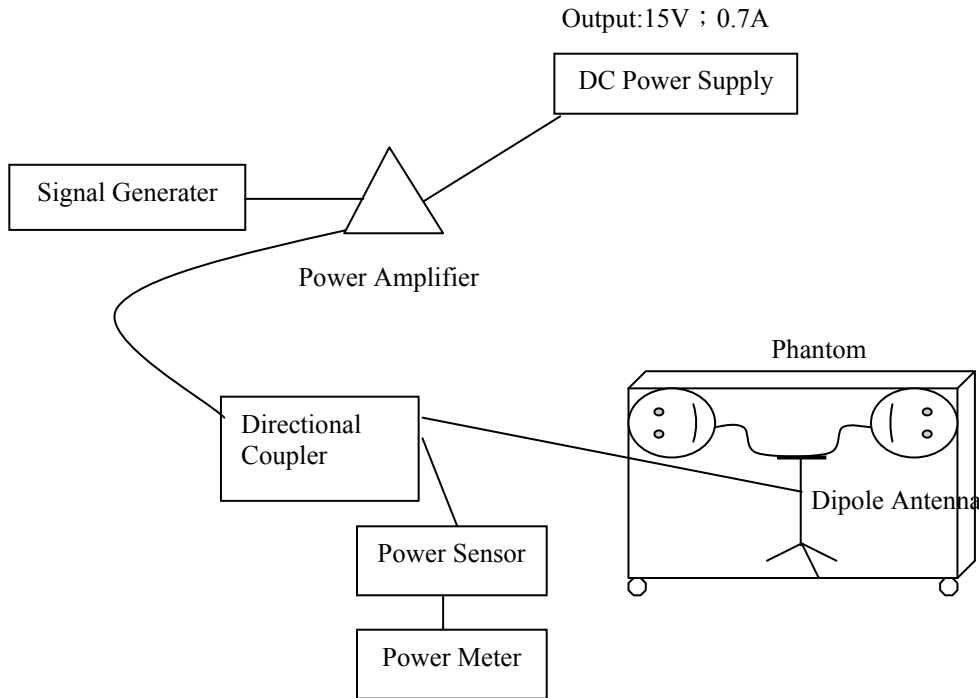 Output:15V；0.7A
DC Power Supply
Signal Generater
Power Amplifier
Phantom
Directional
Coupler
Dipole Antenna
Power Sensor
Power Meter